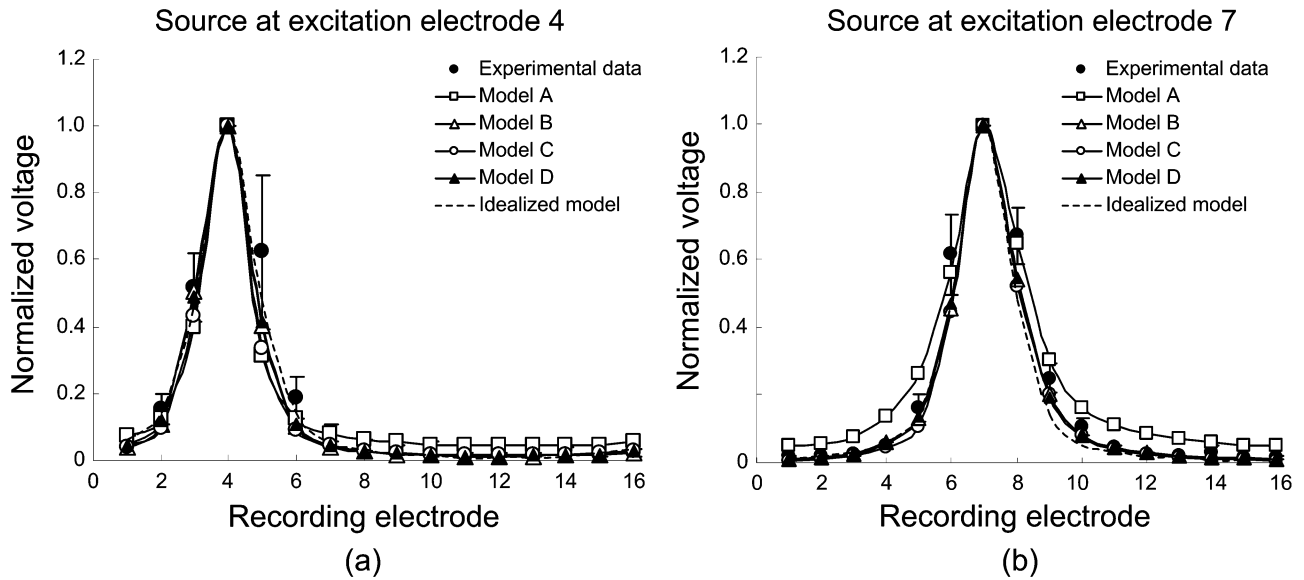 Source at excitation electrode 4
1.2
1.0
0.8
0.6
0.4
0.2
0
Normalized voltage
Experimental data
Model A
Model B
Model C
Model D
Idealized model
0 2 4 6 8 10 12 14 16
Recording electrode
(a)
Source at excitation electrode 7
1.2
1.0
0.8
0.6
0.4
0.2
0
Normalized voltage
Experimental data
Model A
Model B
Model C
Model D
Idealized model
0 2 4 6 8 10 12 14 16
Recording electrode
(b)